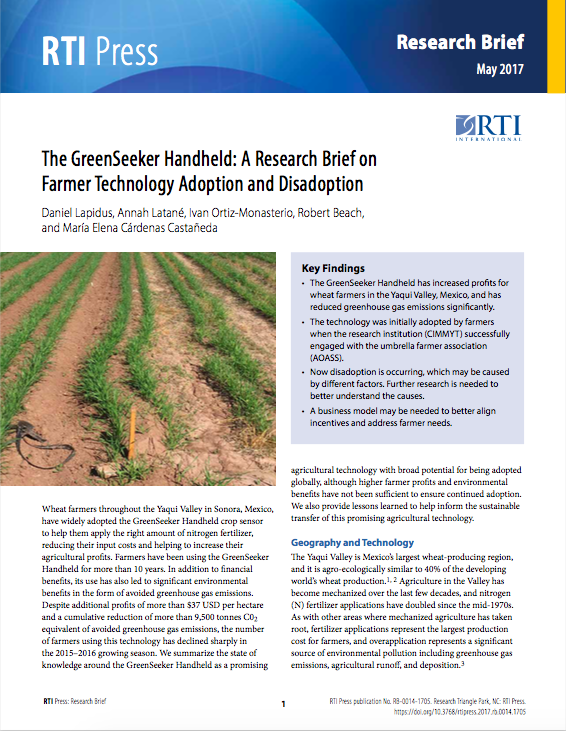 RTI Press
Research Brief
May 2017
RTI
INTERNATIONAL
The GreenSeeker Handheld: A Research Brief on
Farmer Technology Adoption and Disadoption
Daniel Lapidus, Annah Latané, Ivan Ortiz-Monasterio, Robert Beach,
and María Elena Cárdenas Castañeda
Key Findings
• The GreenSeeker Handheld has increased profits for
wheat farmers in the Yaqui Valley, Mexico, and has
reduced greenhouse gas emissions significantly.
• The technology was initially adopted by farmers
when the research institution (CIMMYT) successfully
engaged with the umbrella farmer association
(AOASS).
• Now disadoption is occurring, which may be caused
by different factors. Further research is needed to
better understand the causes.
• A business model may be needed to better align
incentives and address farmer needs.
Wheat farmers throughout the Yaqui Valley in Sonora, Mexico,
have widely adopted the GreenSeeker Handheld crop sensor
to help them apply the right amount of nitrogen fertilizer,
reducing their input costs and helping to increase their
agricultural profits. Farmers have been using the GreenSeeker
Handheld for more than 10 years. In addition to financial
benefits, its use has also led to significant environmental
benefits in the form of avoided greenhouse gas emissions.
Despite additional profits of more than $37 USD per hectare
and a cumulative reduction of more than 9,500 tonnes CO₂
equivalent of avoided greenhouse gas emissions, the number
of farmers using this technology has declined sharply in
the 2015–2016 growing season. We summarize the state of
knowledge around the GreenSeeker Handheld as a promising
agricultural technology with broad potential for being adopted
globally, although higher farmer profits and environmental
benefits have not been sufficient to ensure continued adoption.
We also provide lessons learned to help inform the sustainable
transfer of this promising agricultural technology.
Geography and Technology
The Yaqui Valley is Mexico's largest wheat-producing region,
and it is agro-ecologically similar to 40% of the developing
world's wheat production.1, 2 Agriculture in the Valley has
become mechanized over the last few decades, and nitrogen
(N) fertilizer applications have doubled since the mid-1970s.
As with other areas where mechanized agriculture has taken
root, fertilizer applications represent the largest production
cost for farmers, and overapplication represents a significant
source of environmental pollution including greenhouse gas
emissions, agricultural runoff, and deposition.3
RTI Press: Research Brief
1
RTI Press publication No. RB-0014-1705. Research Triangle Park, NC: RTI Press.
https://doi.org/10.3768/rtipress.2017.rb.0014.1705